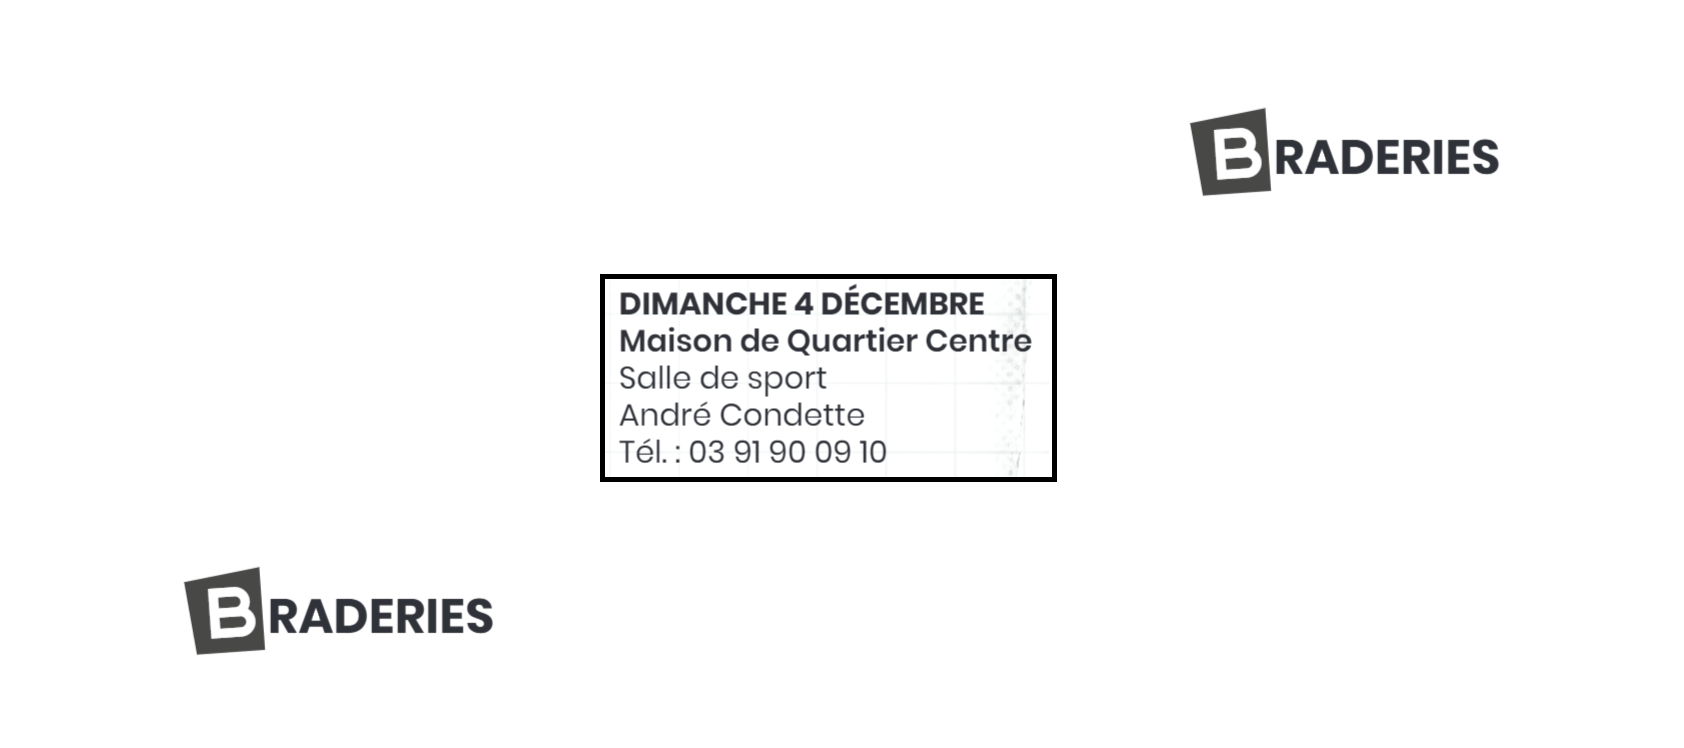 BRADERIES
DIMANCHE 4 DÉCEMBRE
Maison de Quartier Centre
Salle de sport
André Condette
Tél. : 03 91 90 09 10
BRADERIES